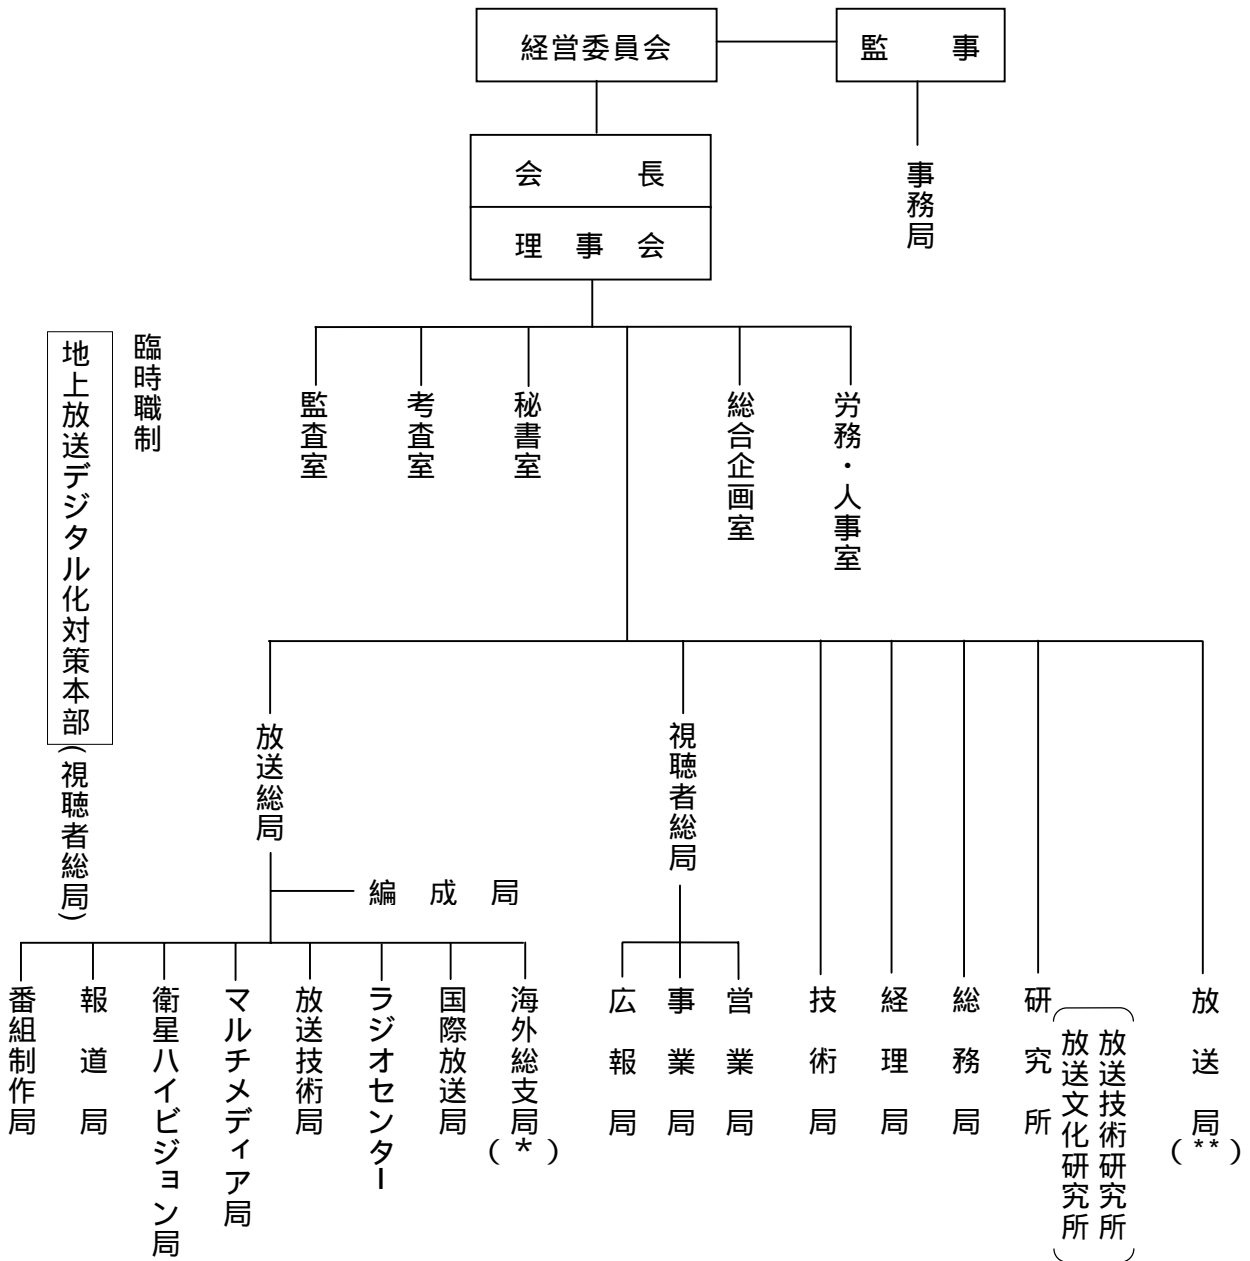 経営委員会
監　　事
会　　　長
理　事　会
事務局
臨時職制
地上放送デジタル化対策本部(視聴者総局)
監査室
考査室
秘書室
総合企画室
労務・人事室
放送総局
視聴者総局
編　成　局
番組制作局
報　道　局
衛星ハイビジョン局
マルチメディア局
放送技術局
ラジオセンター
国際放送局
海外総支局
(*)
広　報　局
事　業　局
営　業　局
技　術　局
経　理　局
総　務　局
研　究　所
(放送技術研究所
放送文化研究所)
放　送　局
(**)